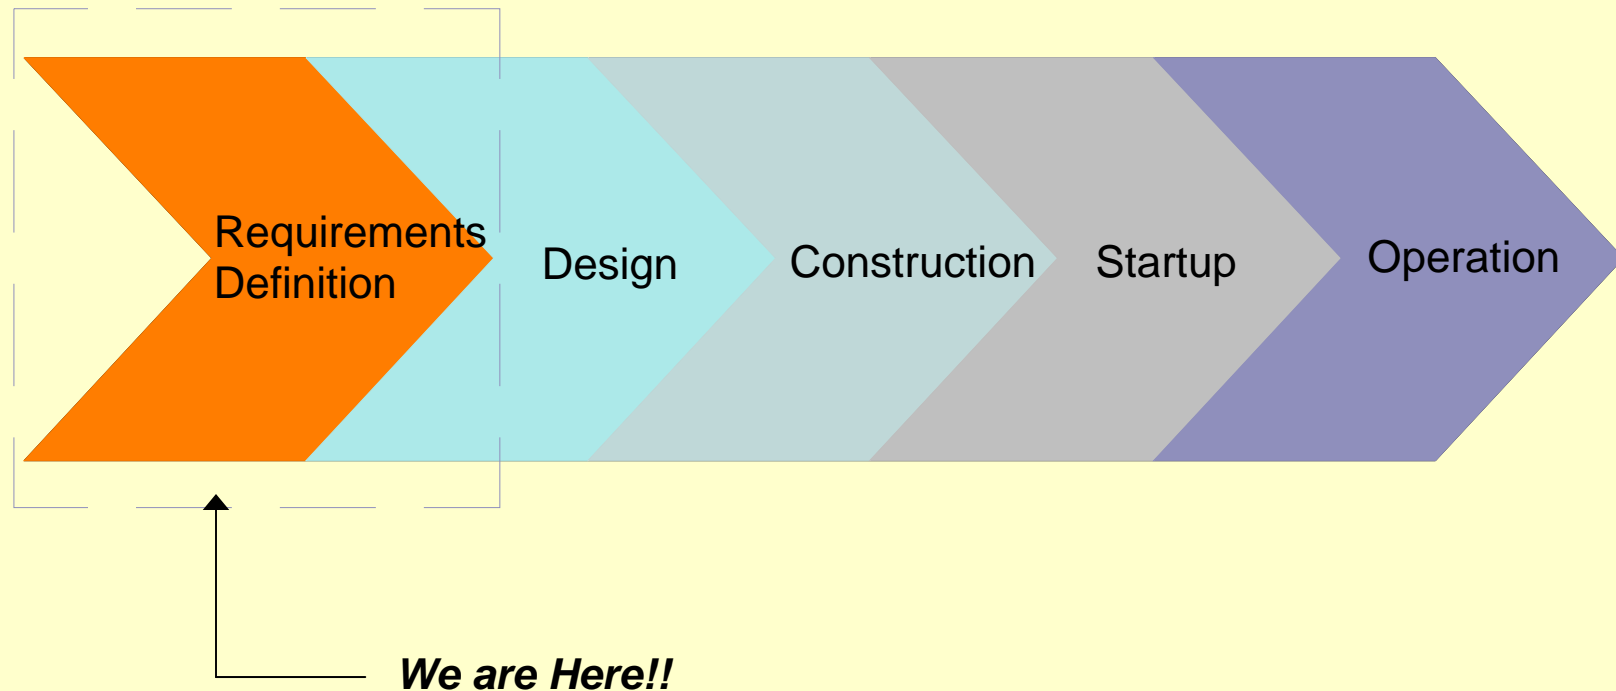 Requirements
Definition
Design
Construction
Startup
Operation
We are Here!!